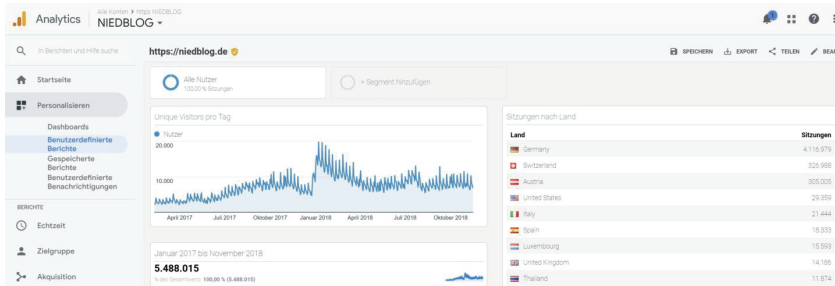 Analytics
Alle Konten > https NIEDBLOG
NIEDBLOG
1
In Berichten und Hilfe suche
https://niedblog.de
SPEICHERN
EXPORT
TEILEN
BEAR
Startseite
Personalisieren
Dashboards
Benutzerdefinierte
Berichte
Gespeicherte
Berichte
Benutzerdefinierte
Benachrichtigungen
BERICHTE
Echtzeit
Zielgruppe
Akquisition
Alle Nutzer
100,00 % Sitzungen
+ Segment hinzufügen
Unique Visitors pro Tag
Nutzer
20.000
10.000
April 2017 Juli 2017 Oktober 2017 Januar 2018 April 2018 Juli 2018 Oktober 2018
Januar 2017 bis November 2018
5.488.015
% des Gesamtwerts: 100,00 % (5.488.015)
Sitzungen nach Land
Land Sitzungen
Germany 4.116.979
Switzerland 326.988
Austria 305.005
United States 29.359
Italy 21.444
Spain 18.333
Luxembourg 15.593
United Kingdom 14.186
Thailand 11.874